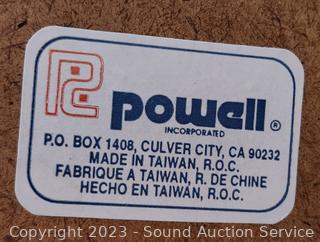 PC powell®
INCORPORATED
P.O. BOX 1408, CULVER CITY, CA 90232
MADE IN TAIWAN, R.O.C.
FABRIQUE A TAIWAN, R. DE CHINE
HECHO EN TAIWAN, R.O.C.
Copyright 2023 - Sound Auction Service